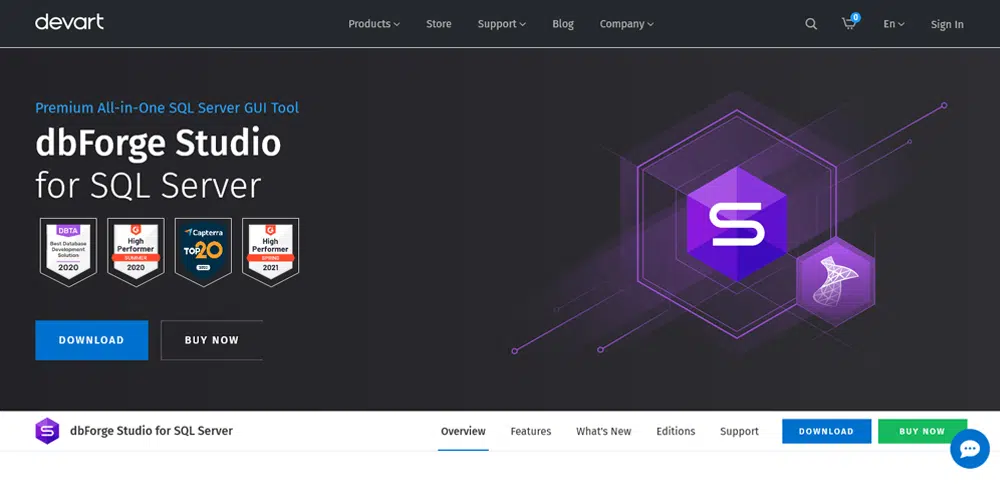 devart
Products
Store
Support
Blog
Company
0
En
Sign In
Premium All-in-One SQL Server GUI Tool
dbForge Studio
for SQL Server
DBTA
Best Database
Development
Solution
2020
High
Performer
SUMMER
2020
Capterra
TOP 20
High
Performer
SPRING
2021
DOWNLOAD
BUY NOW
S
S
dbForge Studio for SQL Server
Overview
Features
What's New
Editions
Support
DOWNLOAD
BUY NOW